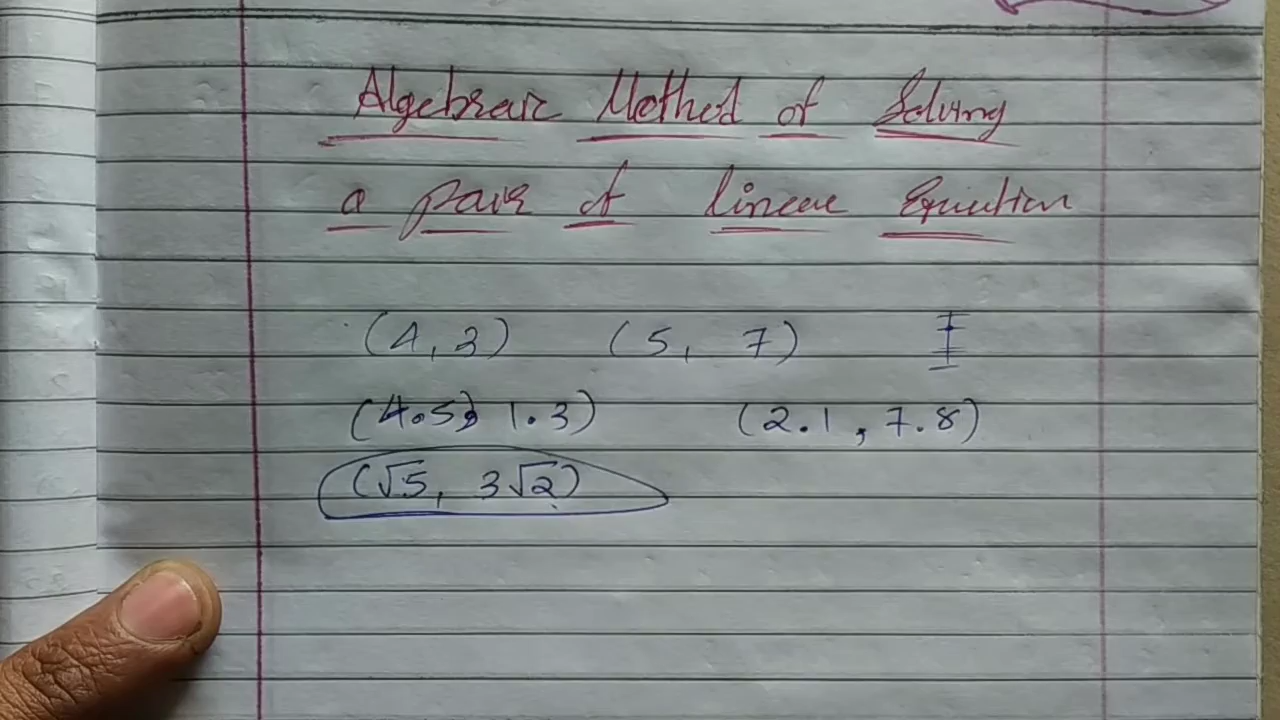 Algebraic Method of Solving
a pair of linear Equation
(4, 3) (5, 7) I
(4.5, 1.3) (2.1, 7.8)
(√5, 3√2)